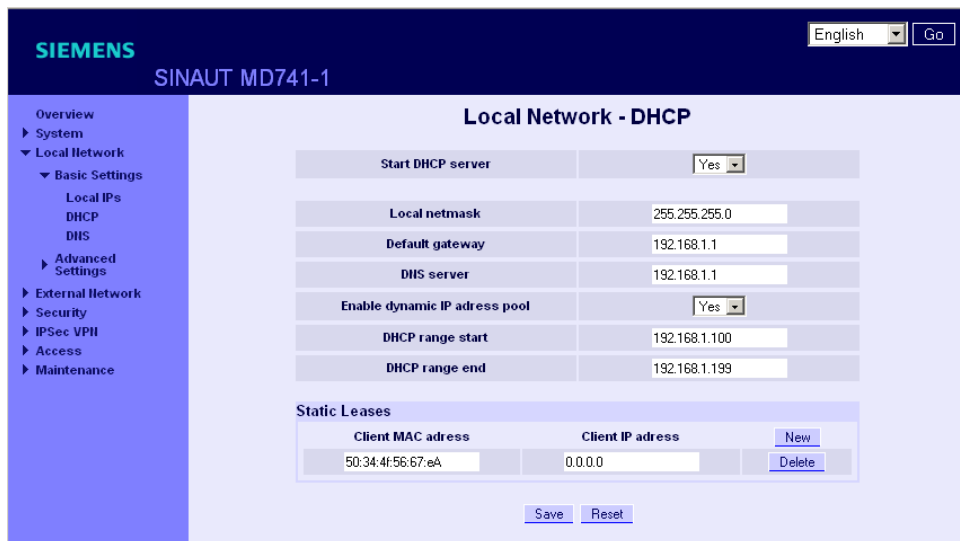 SIEMENS
English
Go
SINAUT MD741-1
Overview
System
Local Network
Basic Settings
Local IPs
DHCP
DNS
Advanced
Settings
External Network
Security
IPSec VPN
Access
Maintenance
Local Network - DHCP
Start DHCP server Yes
Local netmask 255.255.255.0
Default gateway 192.168.1.1
DNS server 192.168.1.1
Enable dynamic IP adress pool Yes
DHCP range start 192.168.1.100
DHCP range end 192.168.1.199
Static Leases
Client MAC adress Client IP adress New
50:34:4f:56:67:eA 0.0.0.0 Delete
Save Reset